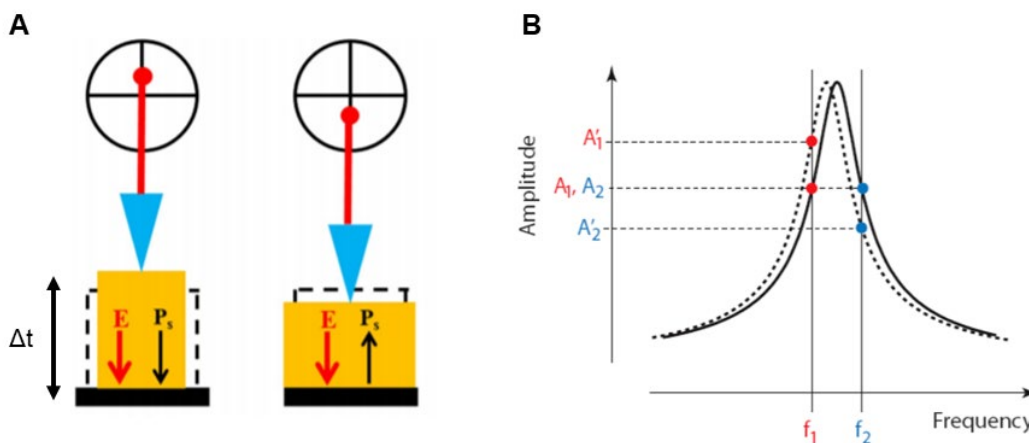 A
Δt
E
Pₛ
E
Pₛ
B
Amplitude
A'₁
A₁, A₂
A'₂
f₁
f₂
Frequency